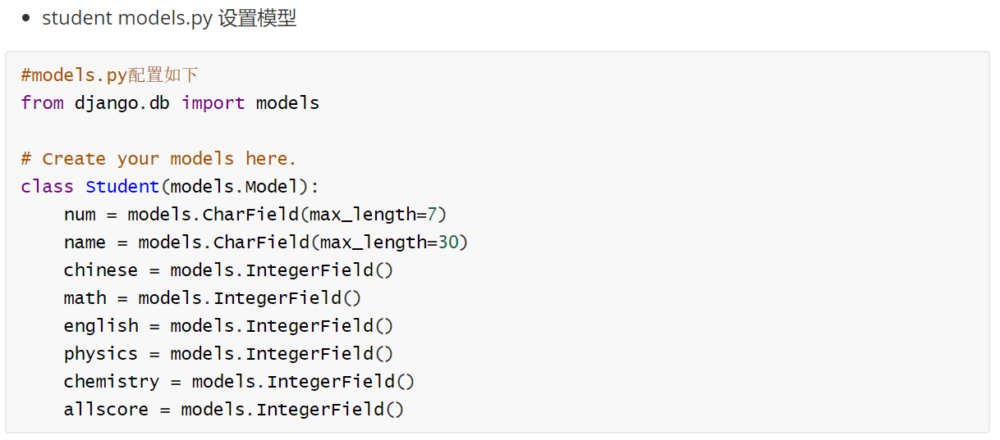 • student models.py 设置模型
#models.py配置如下
from django.db import models
# Create your models here.
class Student(models.Model):
    num = models.CharField(max_length=7)
    name = models.CharField(max_length=30)
    chinese = models.IntegerField()
    math = models.IntegerField()
    english = models.IntegerField()
    physics = models.IntegerField()
    chemistry = models.IntegerField()
    allscore = models.IntegerField()